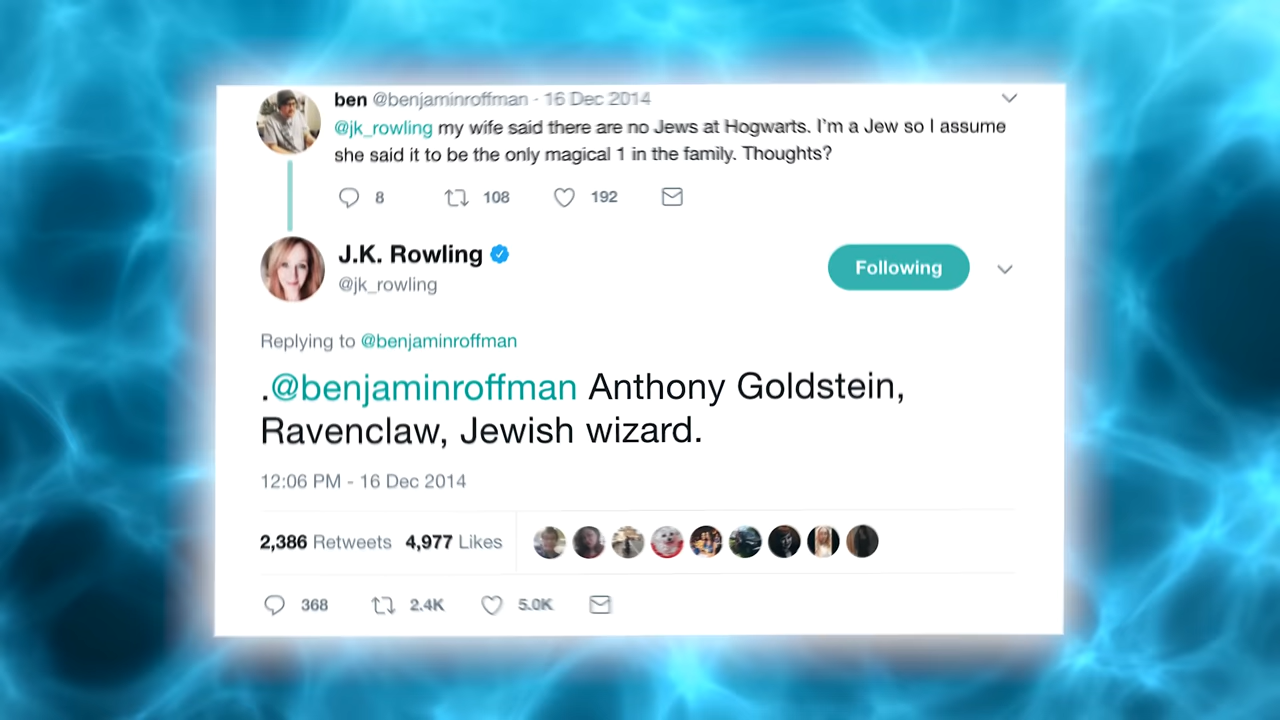 ben @benjaminroffman · 16 Dec 2014
@jk_rowling my wife said there are no Jews at Hogwarts. I'm a Jew so I assume
she said it to be the only magical 1 in the family. Thoughts?
8 108 192
J.K. Rowling
Following
@jk_rowling
Replying to @benjaminroffman
.@benjaminroffman Anthony Goldstein,
Ravenclaw, Jewish wizard.
12:06 PM - 16 Dec 2014
2,386 Retweets 4,977 Likes
368 2.4K 5.0K